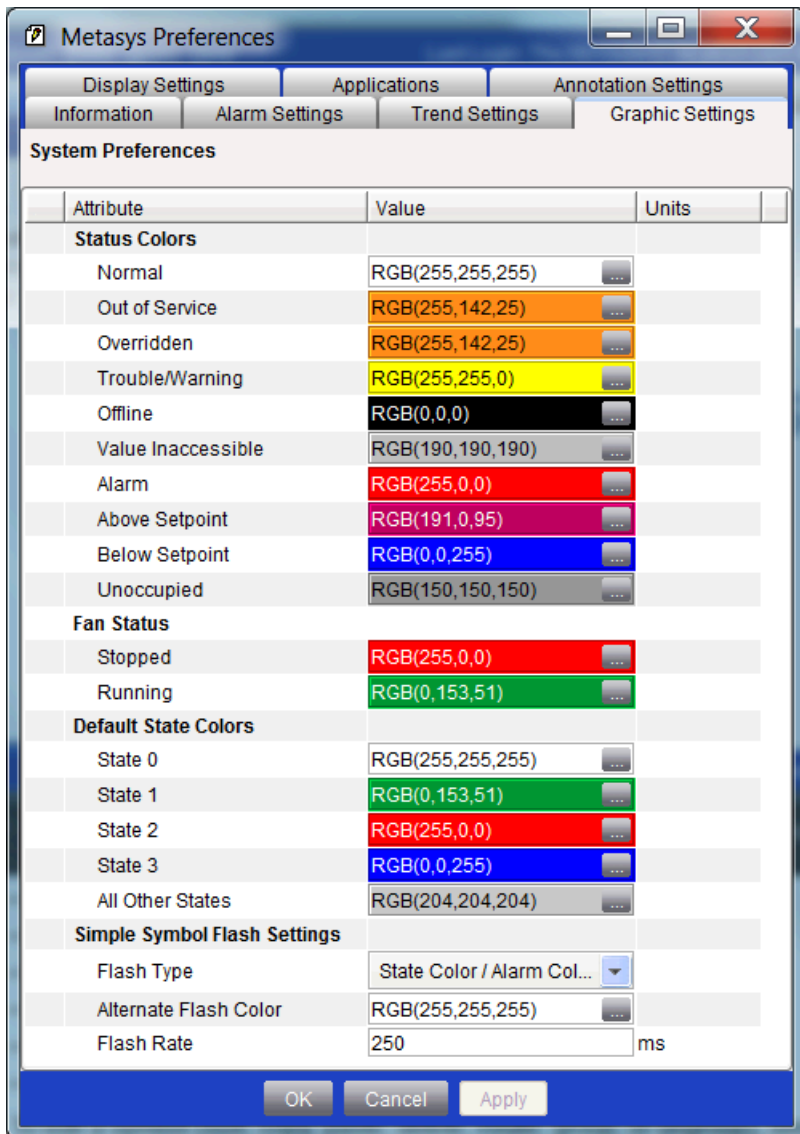 Metasys Preferences
Display Settings Applications Annotation Settings
Information Alarm Settings Trend Settings Graphic Settings
System Preferences
Attribute Value Units
Status Colors
Normal RGB(255,255,255) ...
Out of Service RGB(255,142,25) ...
Overridden RGB(255,142,25) ...
Trouble/Warning RGB(255,255,0) ...
Offline RGB(0,0,0) ...
Value Inaccessible RGB(190,190,190) ...
Alarm RGB(255,0,0) ...
Above Setpoint RGB(191,0,95) ...
Below Setpoint RGB(0,0,255) ...
Unoccupied RGB(150,150,150) ...
Fan Status
Stopped RGB(255,0,0) ...
Running RGB(0,153,51) ...
Default State Colors
State 0 RGB(255,255,255) ...
State 1 RGB(0,153,51) ...
State 2 RGB(255,0,0) ...
State 3 RGB(0,0,255) ...
All Other States RGB(204,204,204) ...
Simple Symbol Flash Settings
Flash Type State Color / Alarm Col...
Alternate Flash Color RGB(255,255,255) ...
Flash Rate 250 ms
OK Cancel Apply